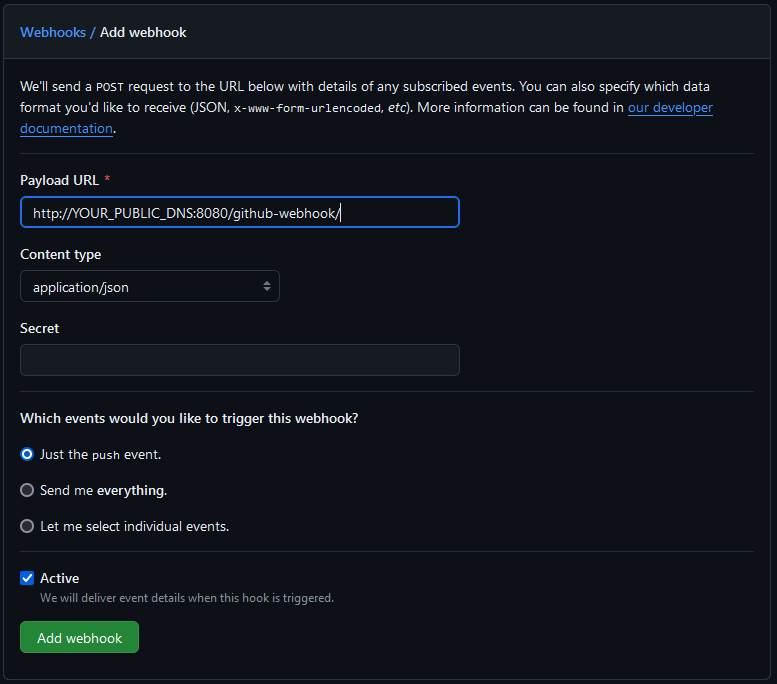 Webhooks / Add webhook
We'll send a POST request to the URL below with details of any subscribed events. You can also specify which data
format you'd like to receive (JSON, x-www-form-urlencoded, etc). More information can be found in our developer
documentation.
Payload URL *
http://YOUR_PUBLIC_DNS:8080/github-webhook/
Content type
application/json
Secret
Which events would you like to trigger this webhook?
Just the push event.
Send me everything.
Let me select individual events.
Active
We will deliver event details when this hook is triggered.
Add webhook